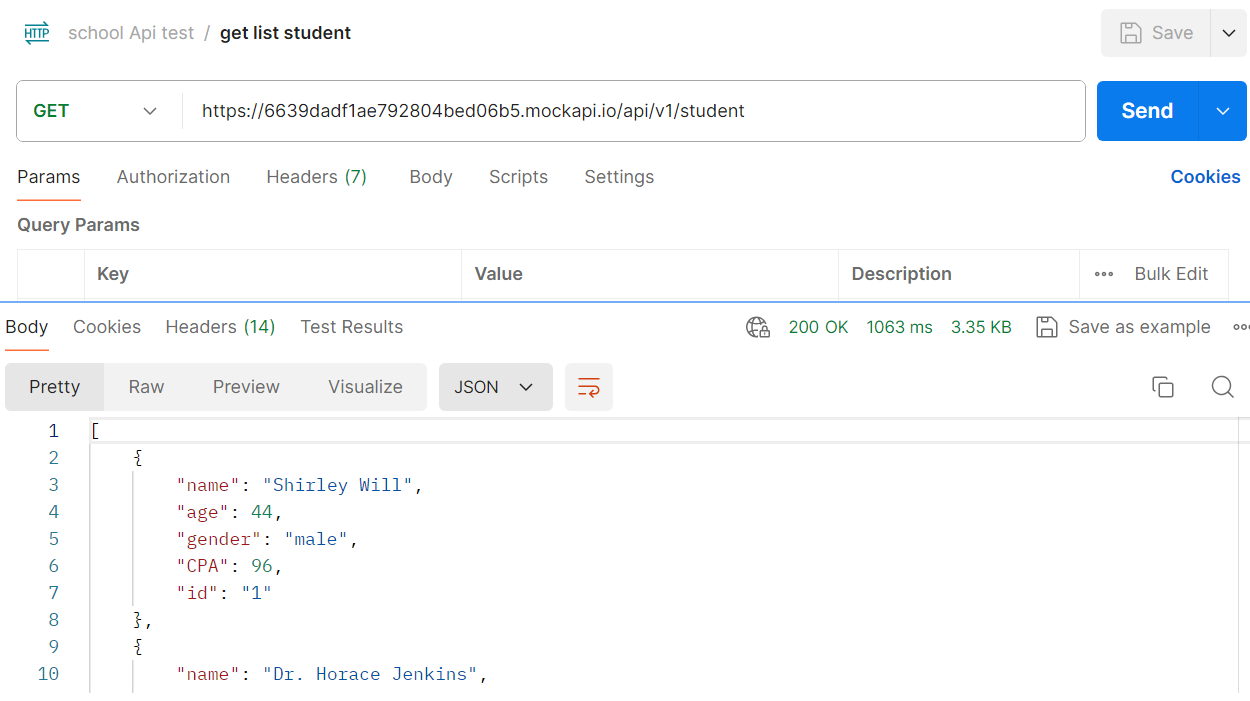 HTTP school Api test / get list student Save
GET https://6639dadf1ae792804bed06b5.mockapi.io/api/v1/student Send
Params Authorization Headers (7) Body Scripts Settings Cookies
Query Params
Key Value Description Bulk Edit
Body Cookies Headers (14) Test Results 200 OK 1063 ms 3.35 KB Save as example
Pretty Raw Preview Visualize JSON
1 [
2 {
3 "name": "Shirley Will",
4 "age": 44,
5 "gender": "male",
6 "CPA": 96,
7 "id": "1"
8 },
9 {
10 "name": "Dr. Horace Jenkins",